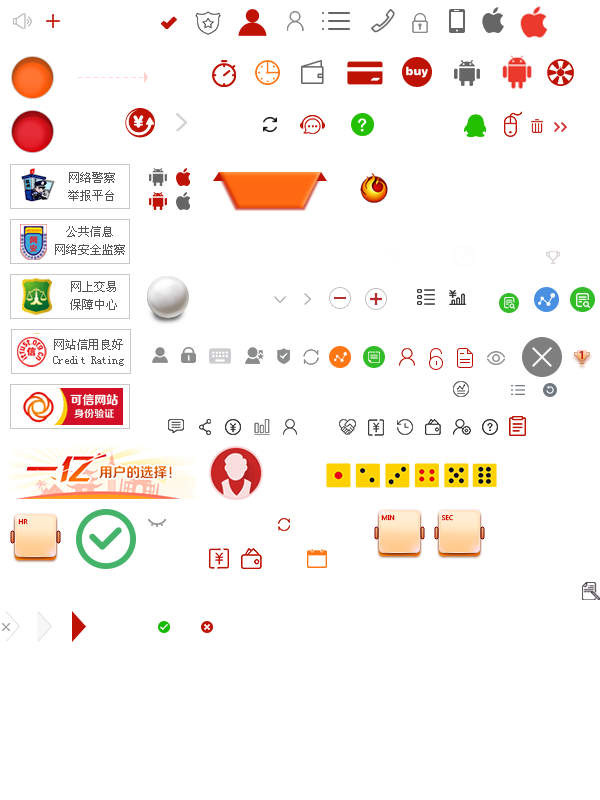 buy
网络警察
举报平台
公共信息
网络安全监察
网上交易
保障中心
网站信用良好
Credit Rating
信
可信网站
身份验证
1
一亿用户的选择!
HR
MIN
SEC